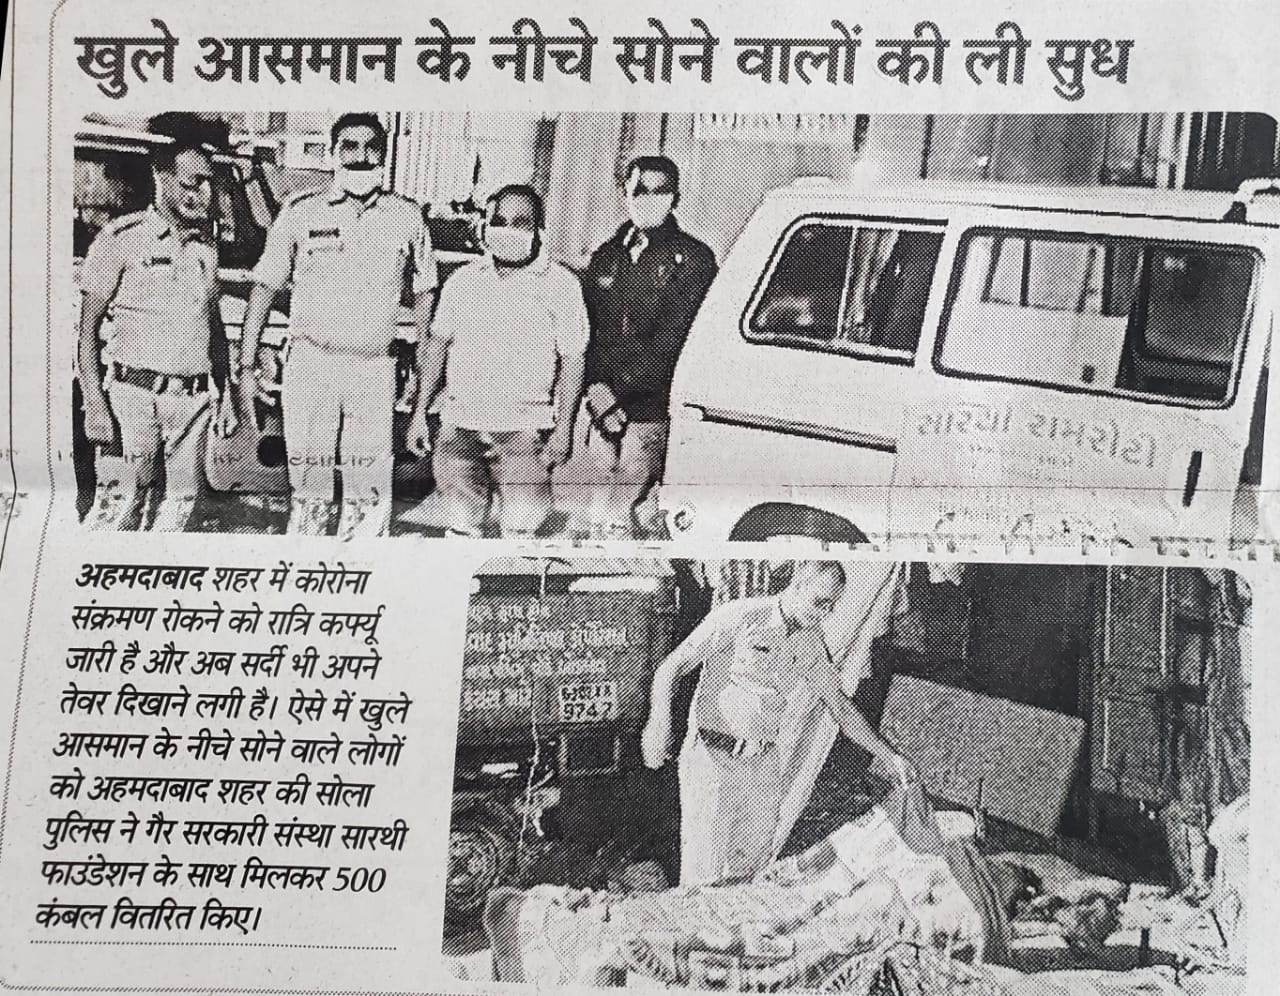 खुले आसमान के नीचे सोने वालों की ली सुध
સારથી રામરોટી
9747
अहमदाबाद शहर में कोरोना
संक्रमण रोकने को रात्रि कर्फ्यू
जारी है और अब सर्दी भी अपने
तेवर दिखाने लगी है। ऐसे में खुले
आसमान के नीचे सोने वाले लोगों
को अहमदाबाद शहर की सोला
पुलिस ने गैर सरकारी संस्था सारथी
फाउंडेशन के साथ मिलकर 500
कंबल वितरित किए।